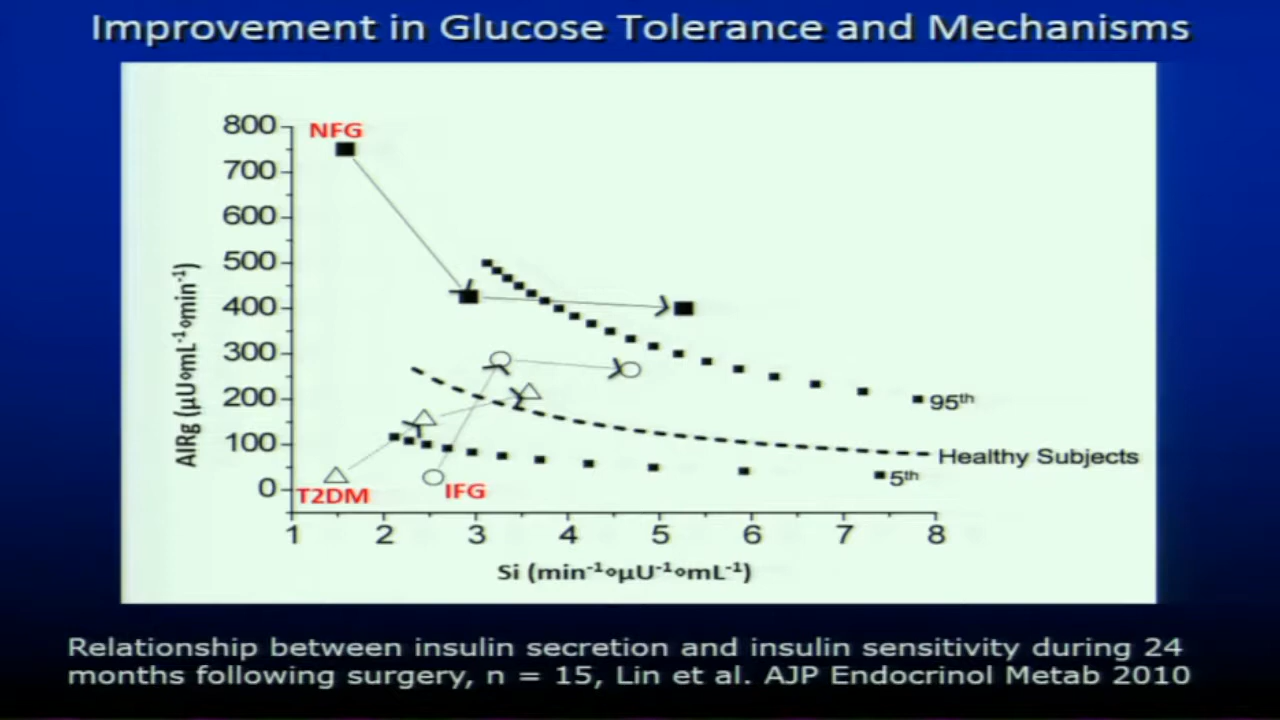 Improvement in Glucose Tolerance and Mechanisms
800
NFG
700
600
500
400
300
200
100
0
AIRg (μU∘mL⁻¹∘min⁻¹)
95th
Healthy Subjects
5th
T2DM
IFG
1 2 3 4 5 6 7 8
Si (min⁻¹∘μU⁻¹∘mL⁻¹)
Relationship between insulin secretion and insulin sensitivity during 24
months following surgery, n = 15, Lin et al. AJP Endocrinol Metab 2010